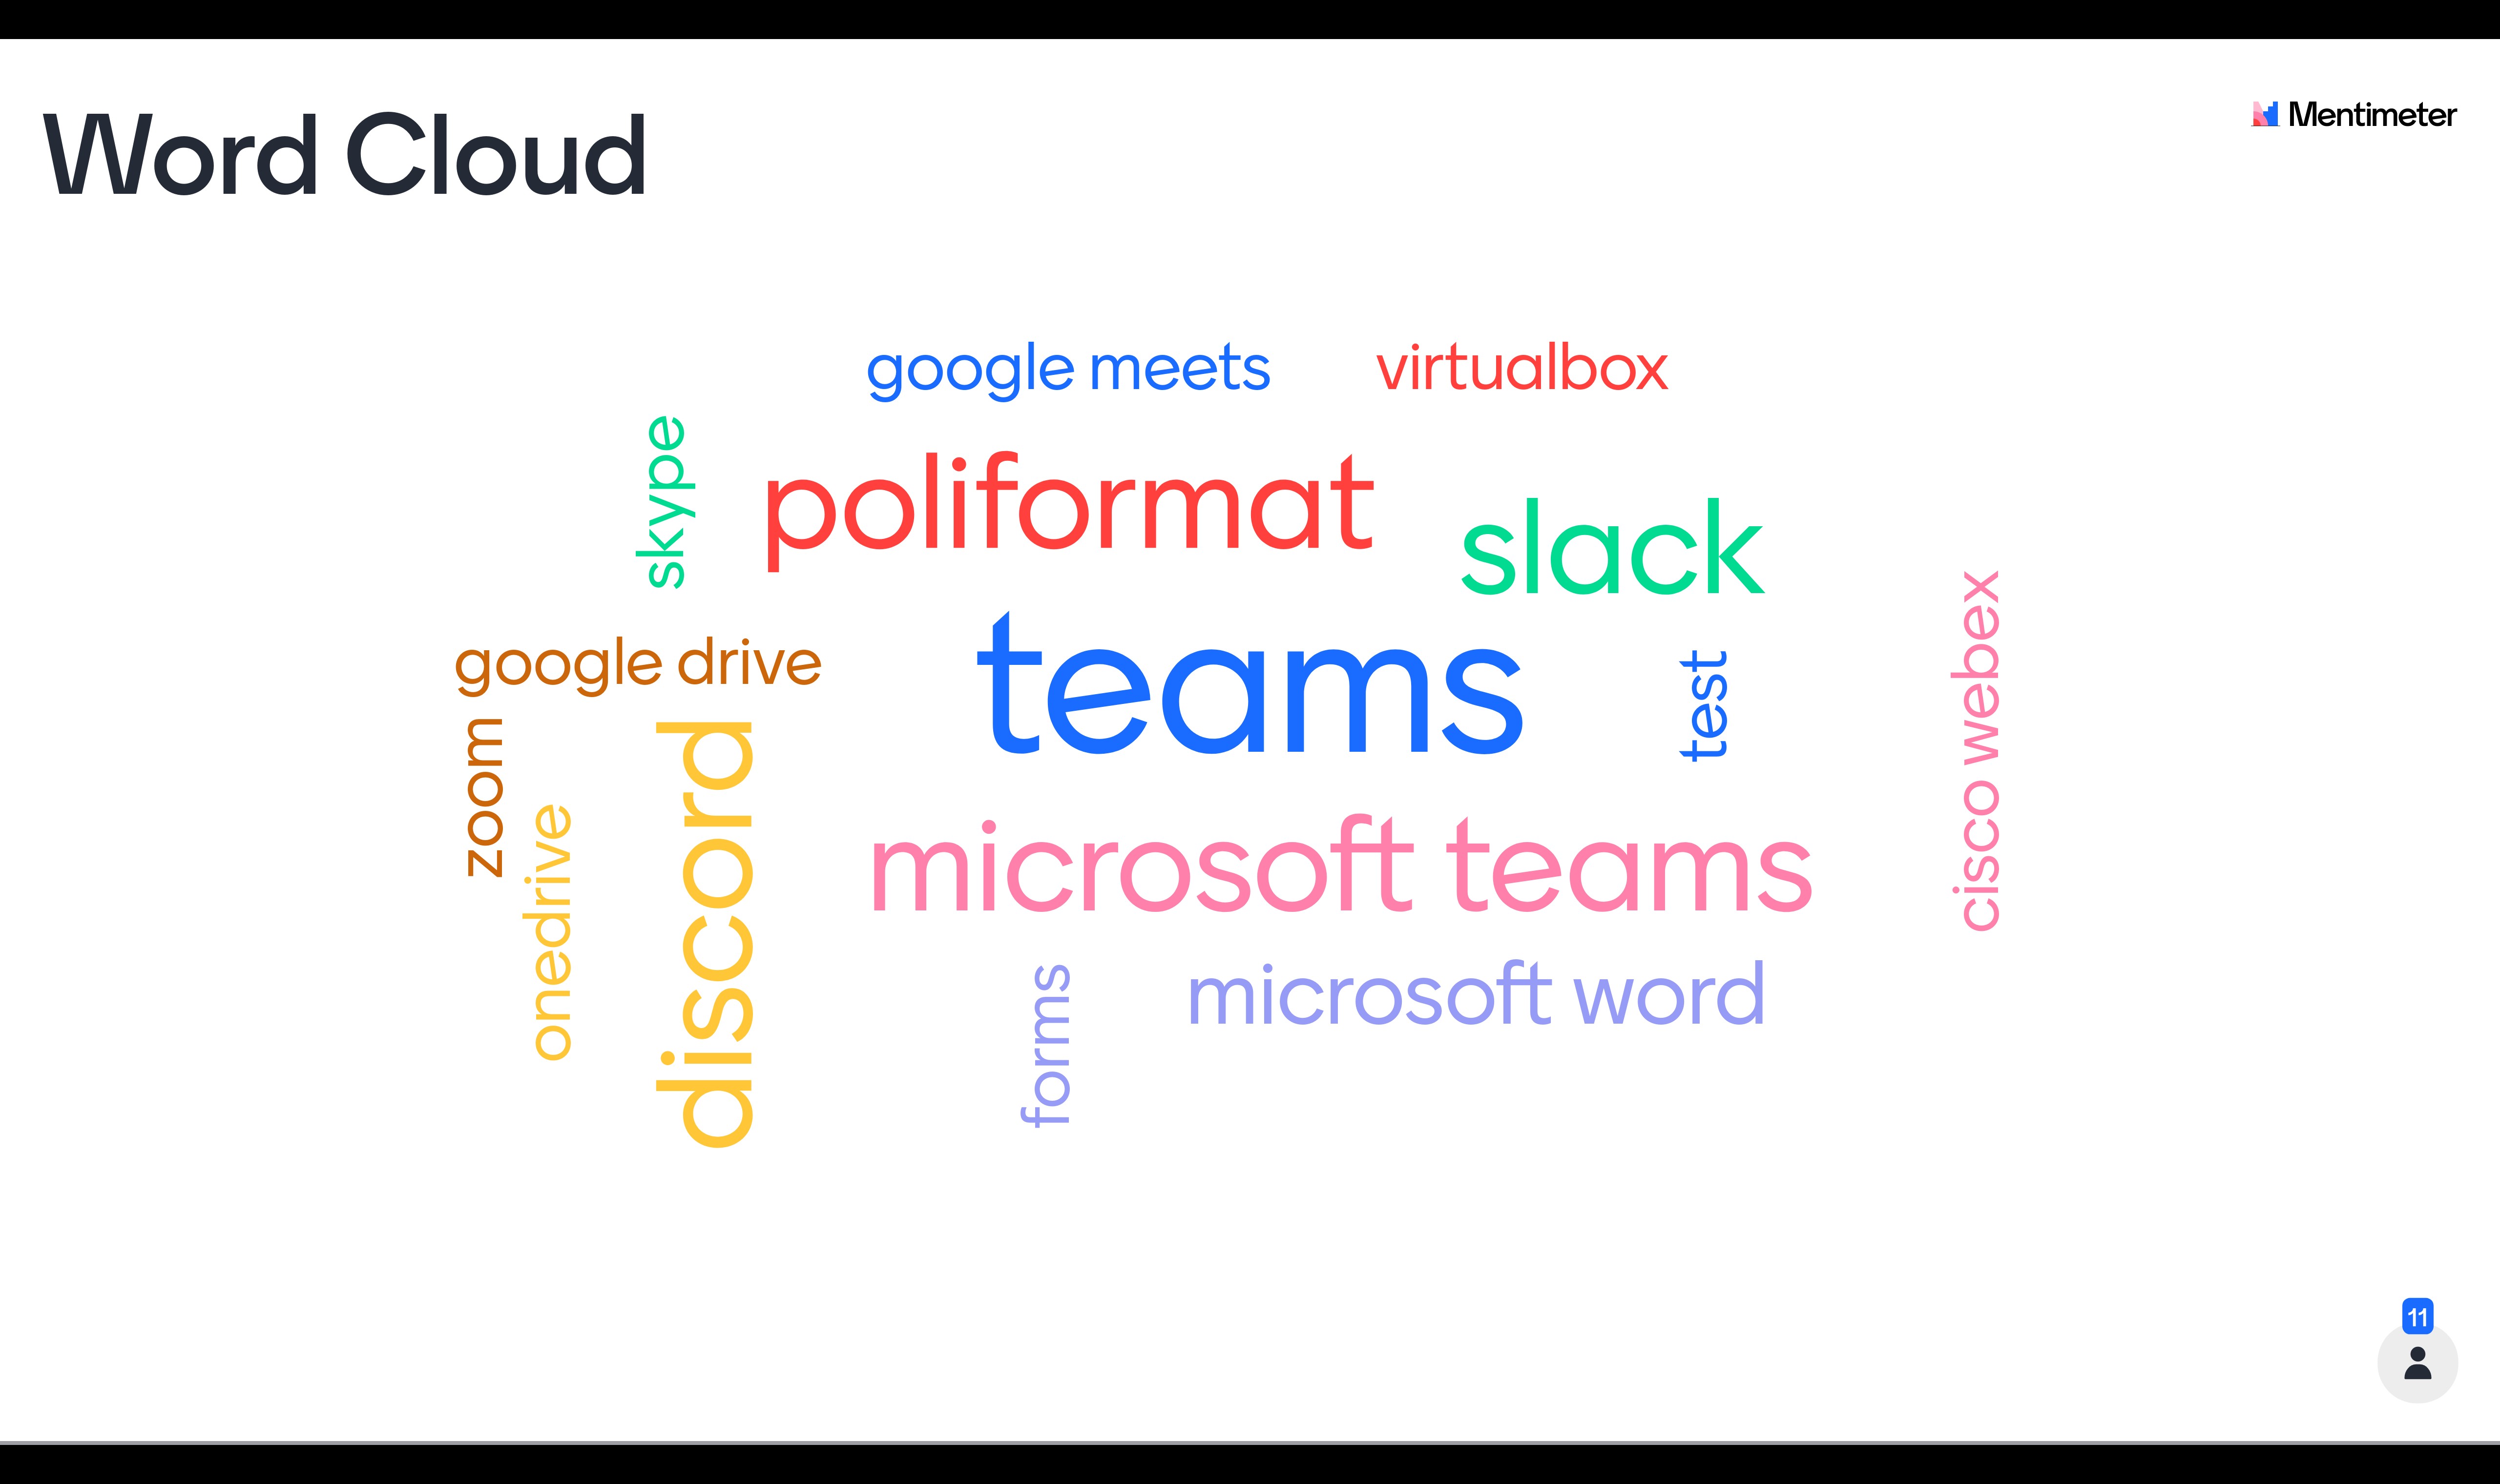 Word Cloud
Mentimeter
google meets
virtualbox
skype
poliformat
slack
google drive
teams
test
cisco webex
zoom
onedrive
discord
microsoft teams
forms
microsoft word
11